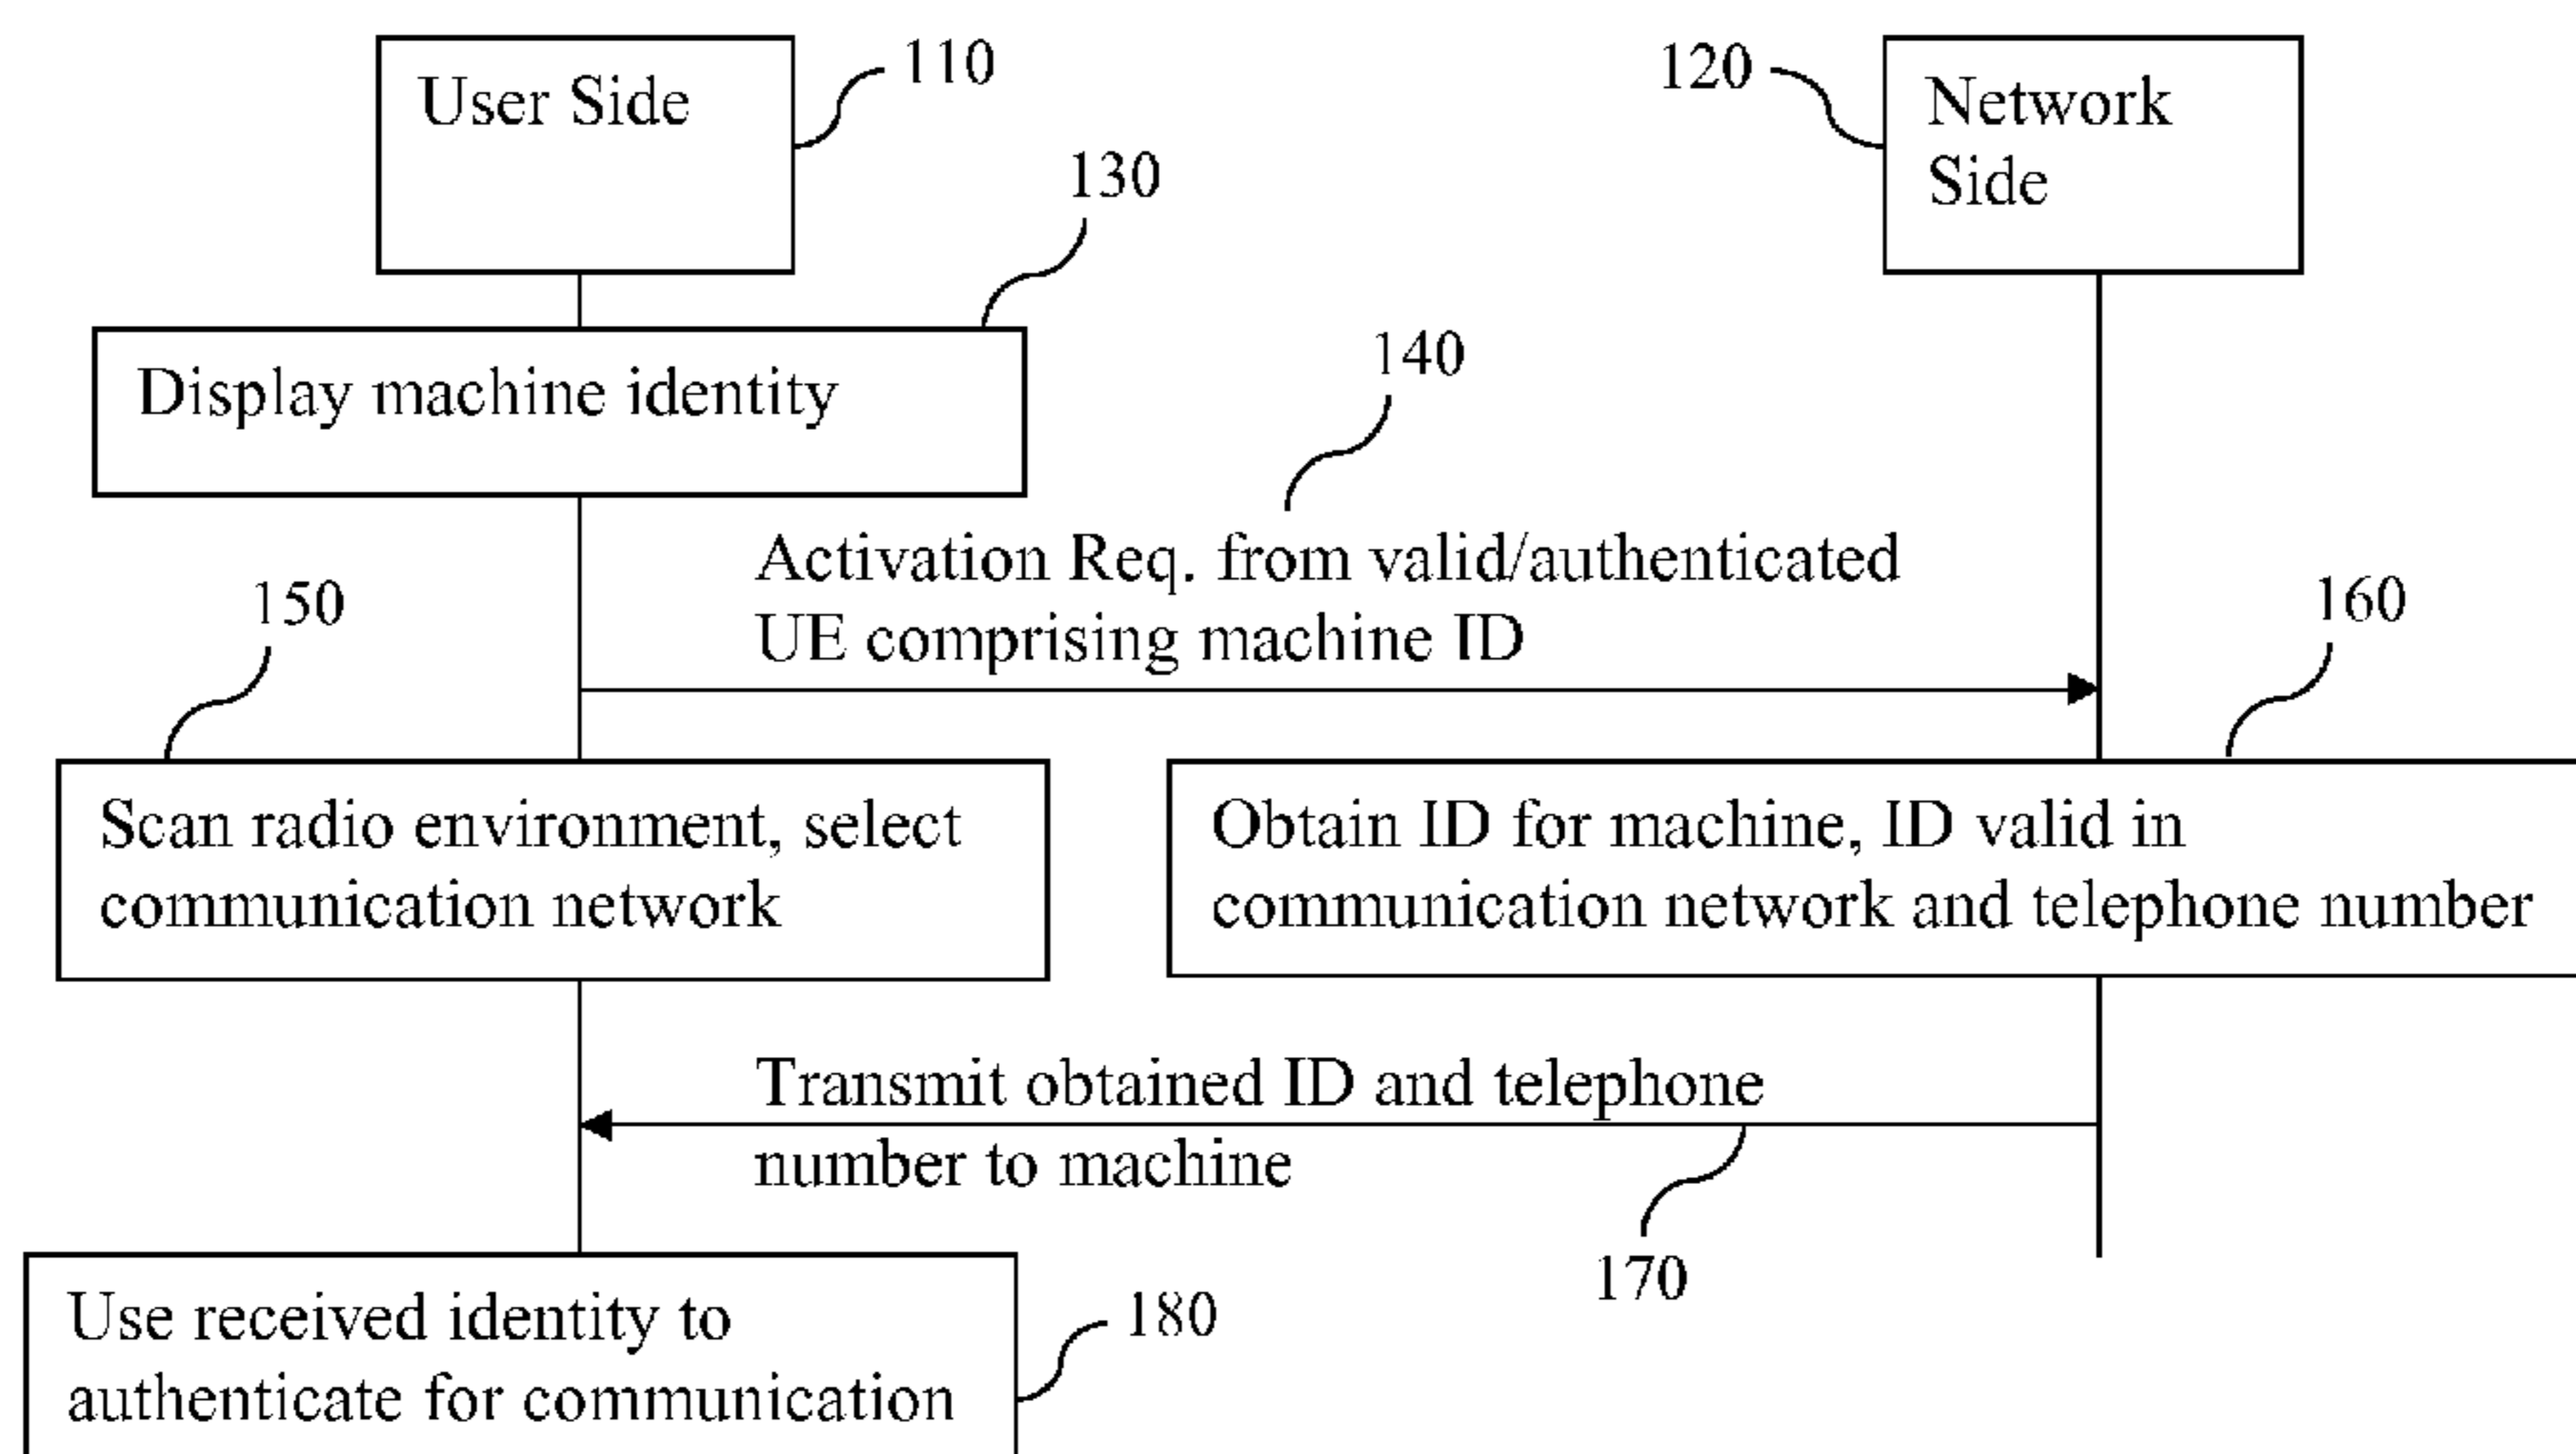 User Side
110
120
Network
Side
130
Display machine identity
140
Activation Req. from valid/authenticated
UE comprising machine ID
150
160
Scan radio environment, select
communication network
Obtain ID for machine, ID valid in
communication network and telephone number
Transmit obtained ID and telephone
number to machine
170
Use received identity to
authenticate for communication
180